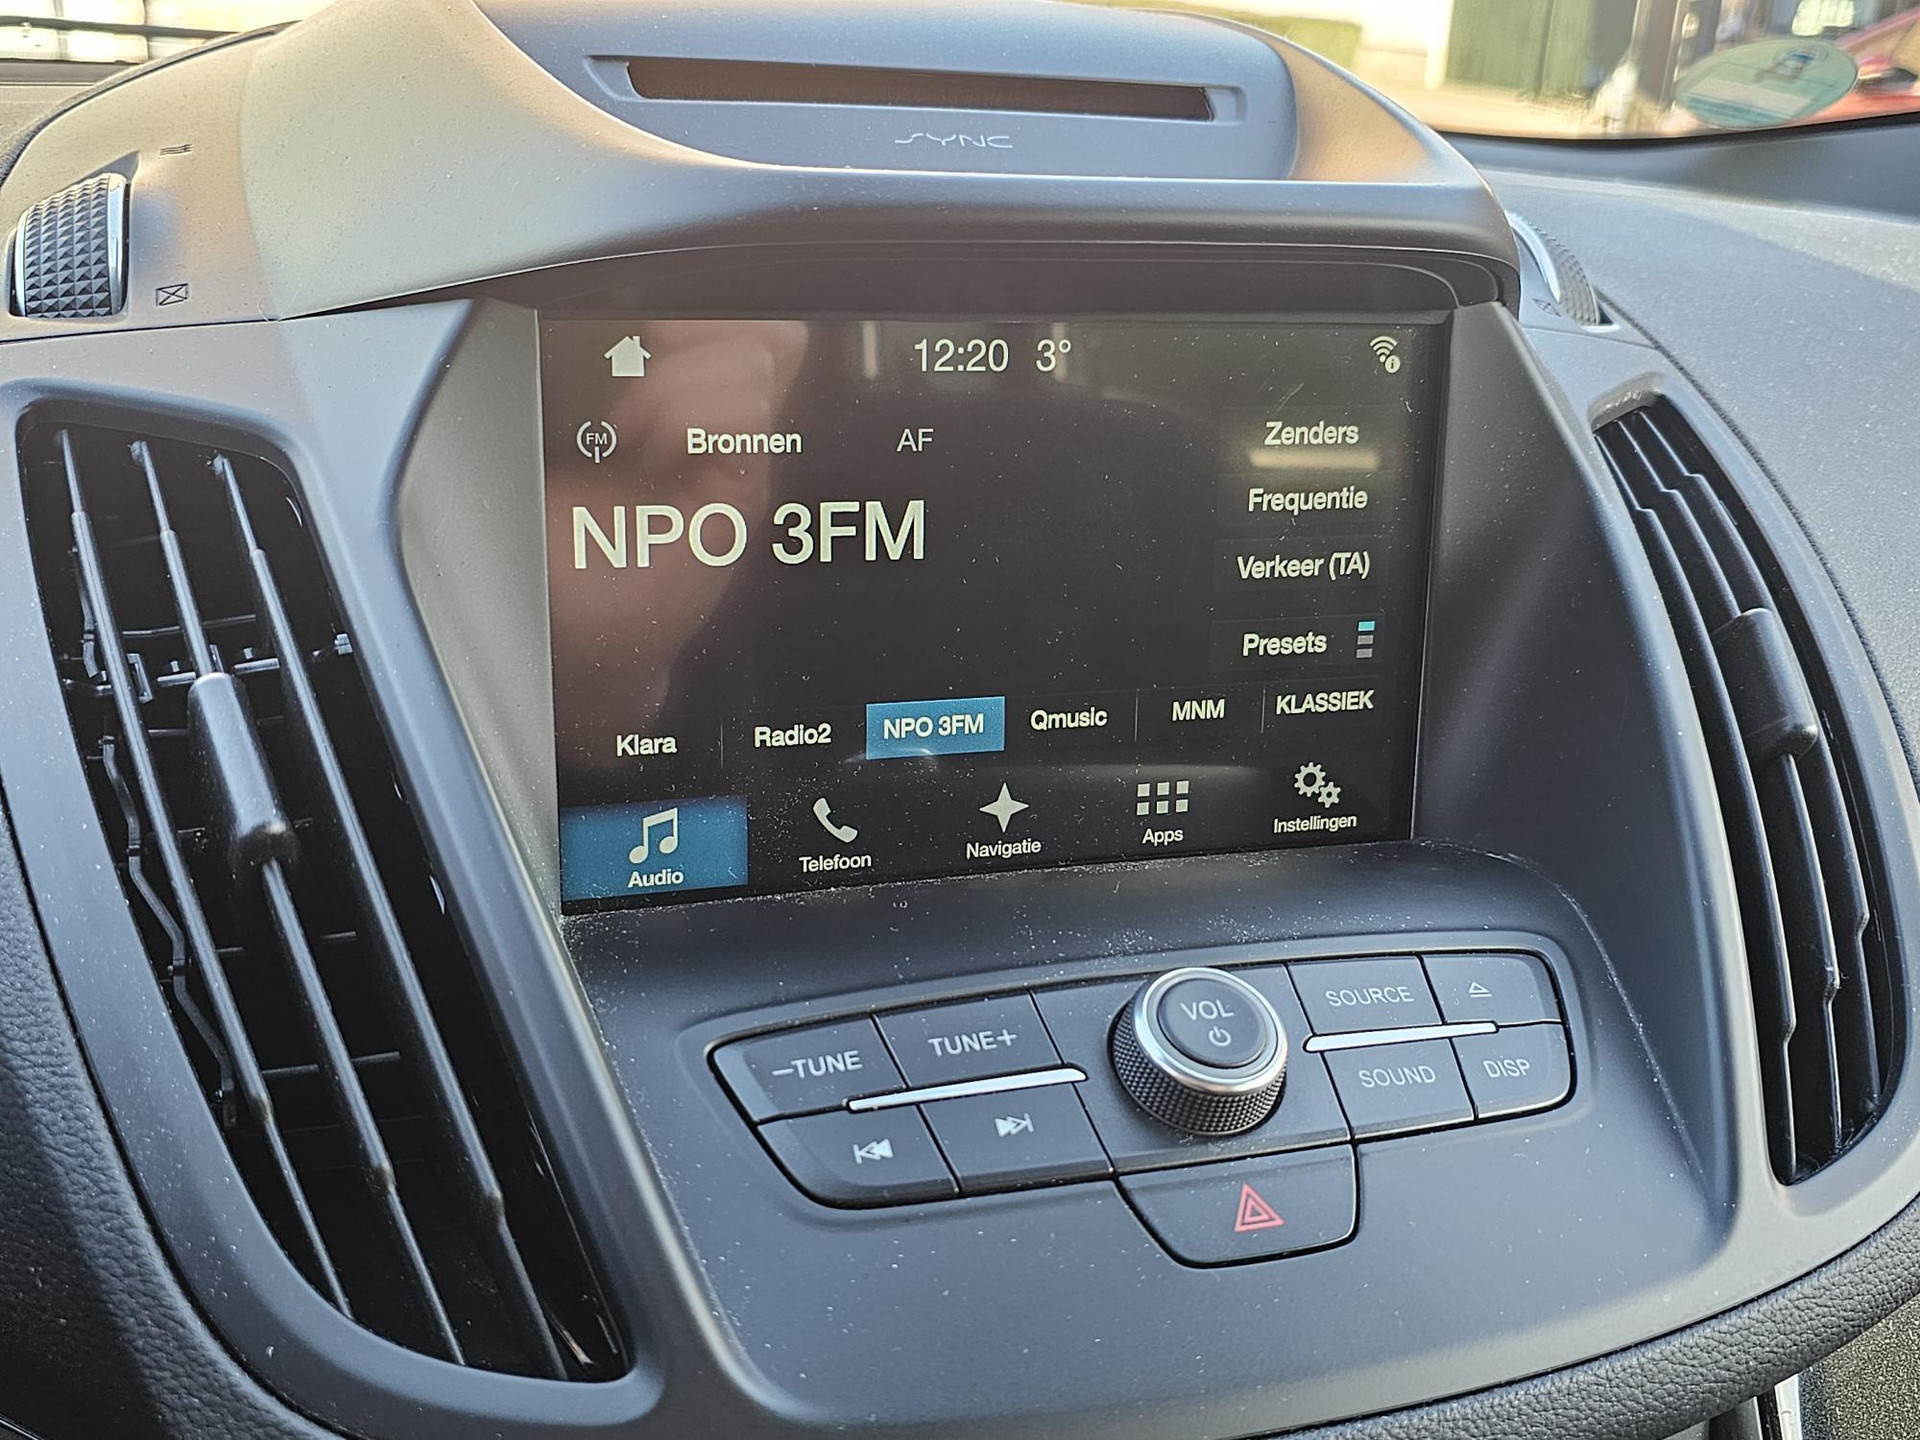 SYNC
12:20 3°
FM Bronnen AF Zenders
NPO 3FM
Frequentie
Verkeer (TA)
Presets
Klara Radio2 NPO 3FM Qmusic MNM KLASSIEK
Audio Telefoon Navigatie Apps Instellingen
–TUNE TUNE+ VOL SOURCE
SOUND DISP